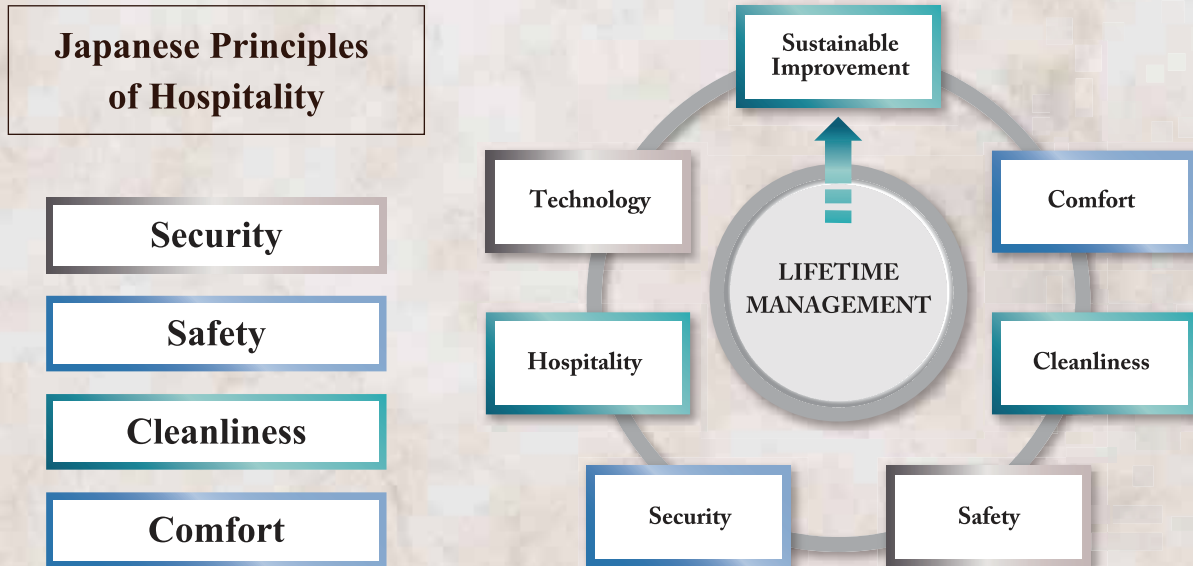 Japanese Principles
of Hospitality
Security
Safety
Cleanliness
Comfort
Sustainable
Improvement
Technology
Comfort
LIFETIME
MANAGEMENT
Hospitality
Cleanliness
Security
Safety